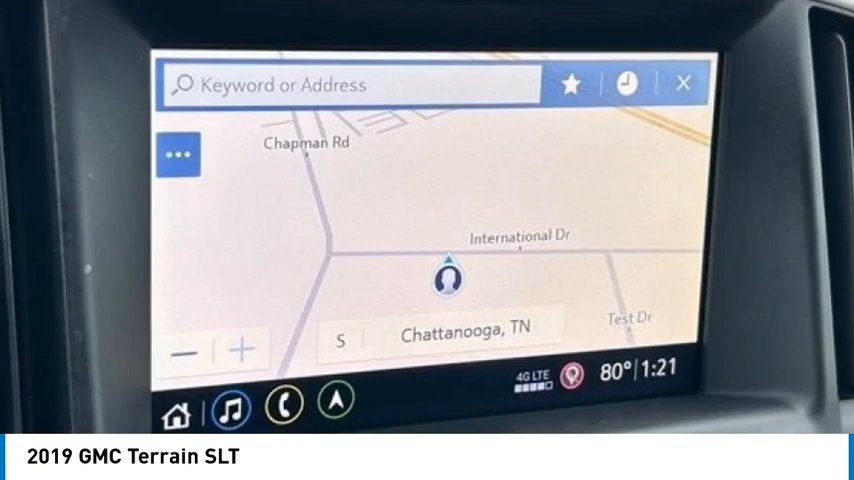 Keyword or Address
Chapman Rd
International Dr
Test Dr
S Chattanooga, TN
4G LTE 80° 1:21
2019 GMC Terrain SLT